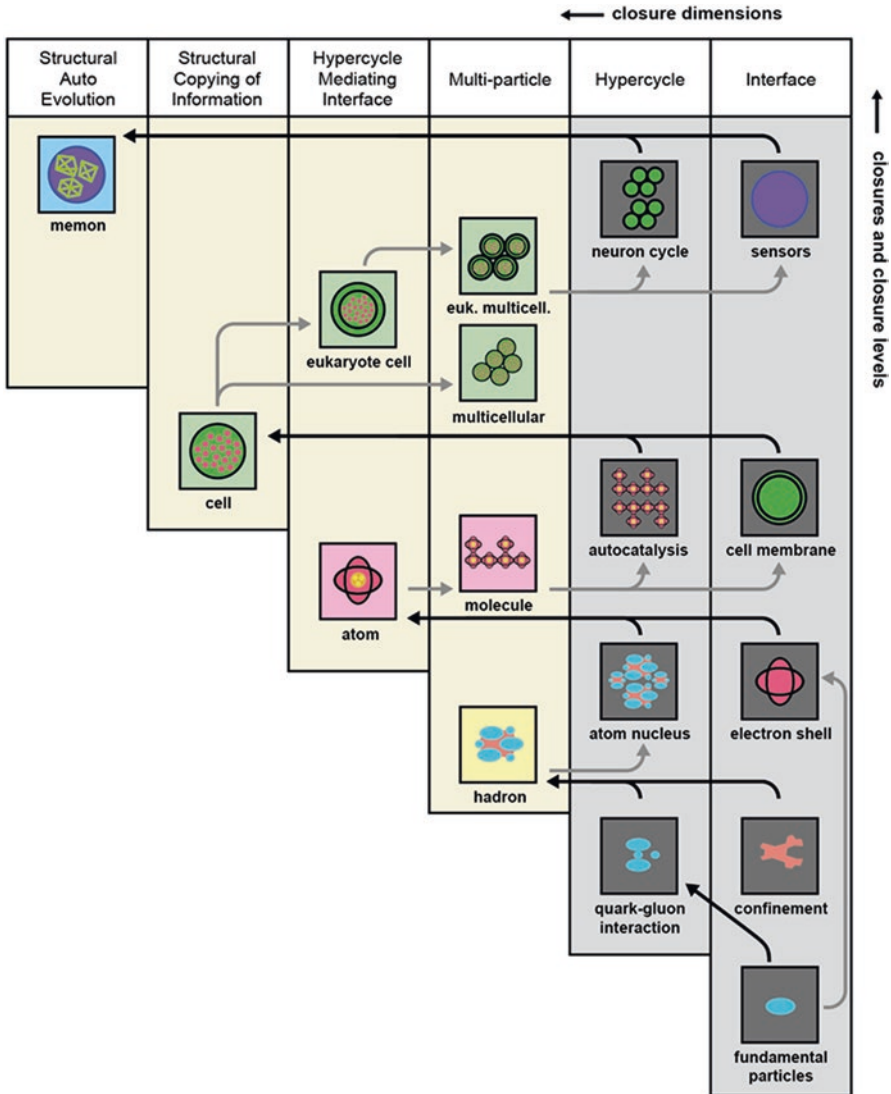 closure dimensions
Structural
Auto
Evolution
Structural
Copying of
Information
Hypercycle
Mediating
Interface
Multi-particle
Hypercycle
Interface
closures and closure levels
memon
neuron cycle
sensors
euk. multicell.
eukaryote cell
multicellular
cell
autocatalysis
cell membrane
atom
molecule
atom nucleus
electron shell
hadron
quark-gluon
interaction
confinement
fundamental
particles